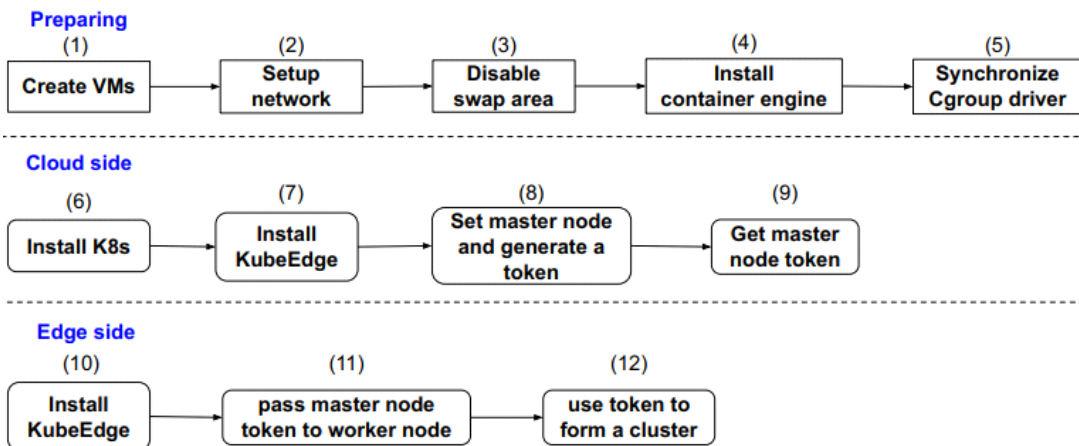 Preparing
(1)
(2)
(3)
(4)
(5)
Create VMs
Setup
network
Disable
swap area
Install
container engine
Synchronize
Cgroup driver
Cloud side
(6)
(7)
(8)
(9)
Install K8s
Install
KubeEdge
Set master node
and generate a
token
Get master
node token
Edge side
(10)
(11)
(12)
Install
KubeEdge
pass master node
token to worker node
use token to
form a cluster